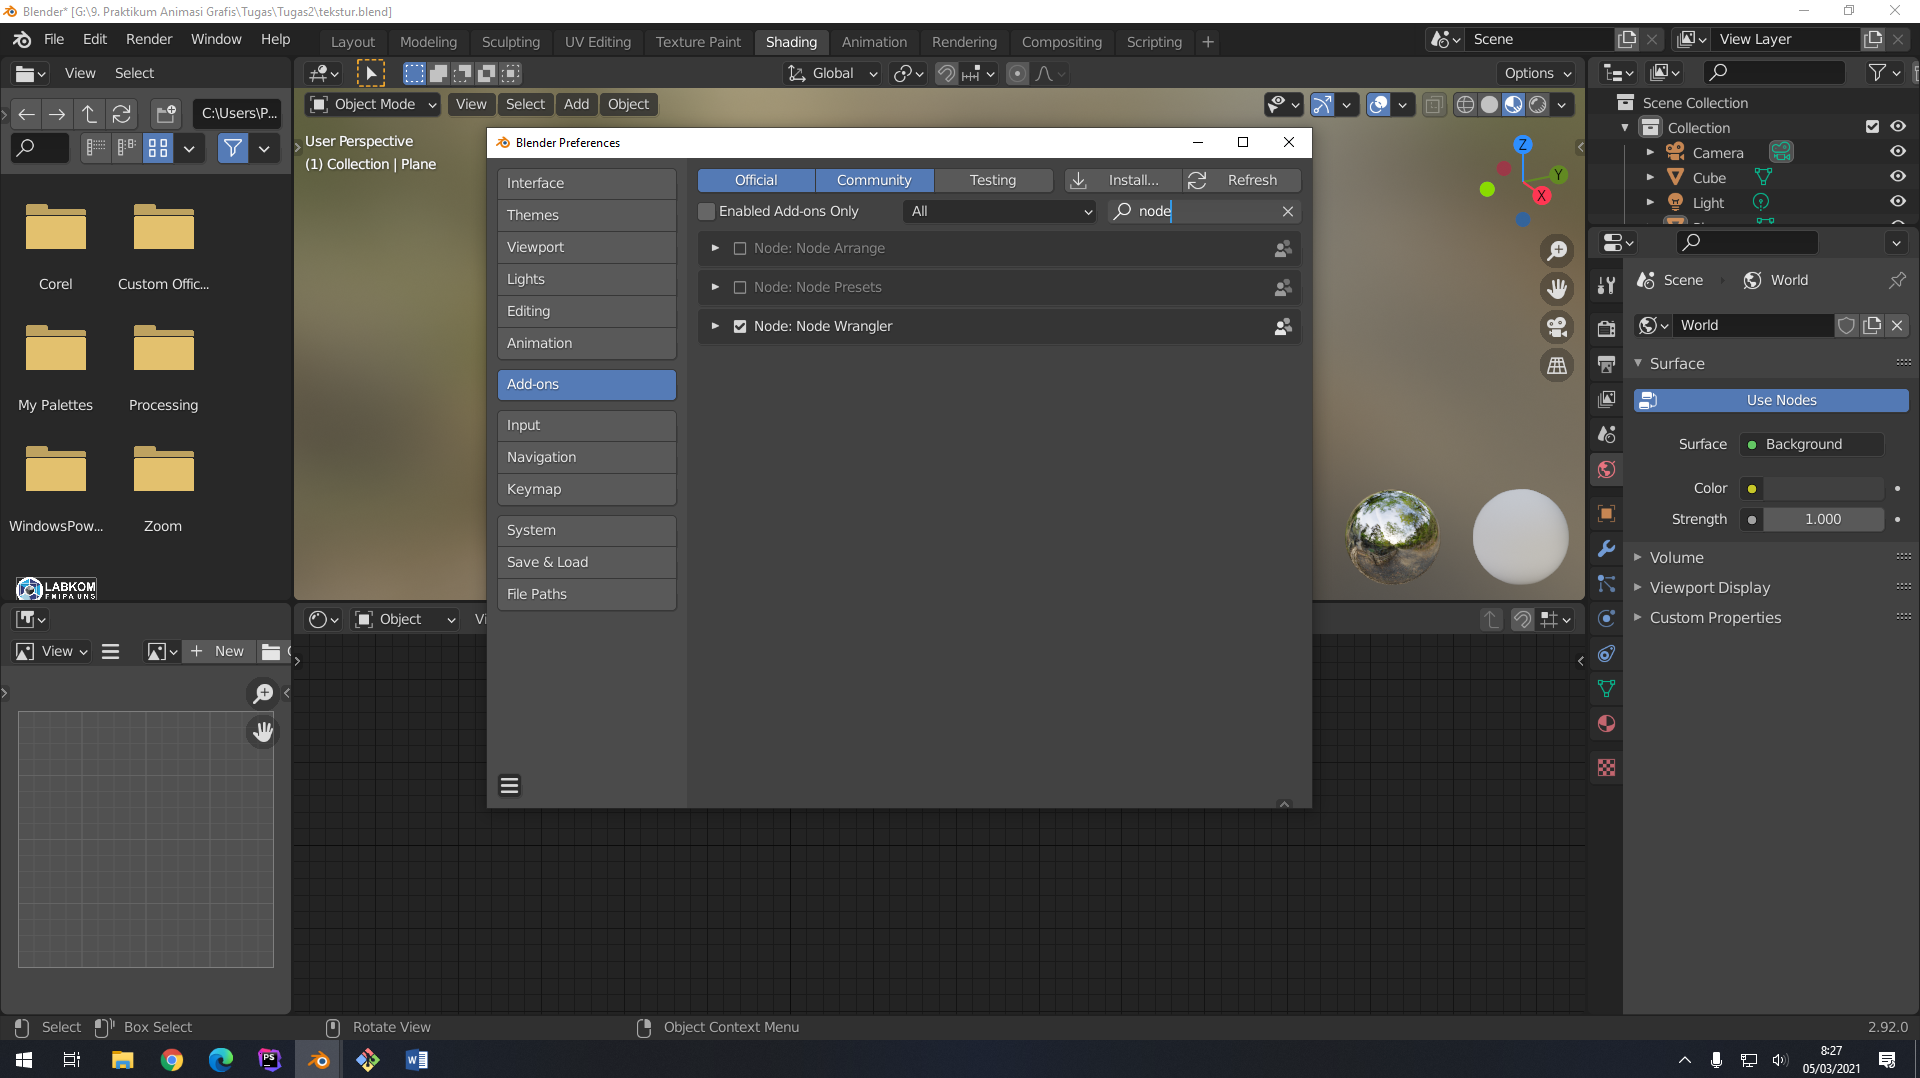 Blender* [G:\9. Praktikum Animasi Grafis\Tugas\Tugas2\tekstur.blend]
File Edit Render Window Help
Layout Modeling Sculpting UV Editing Texture Paint Shading Animation Rendering Compositing Scripting
Scene
View Layer
View Select
Global
Options
C:\Users\P...
Object Mode View Select Add Object
User Perspective
(1) Collection | Plane
Z
Y
X
Corel
Custom Offic...
My Palettes
Processing
WindowsPow...
Zoom
LABKOM
FMIPA UNS
Blender Preferences
Interface
Themes
Viewport
Lights
Editing
Animation
Add-ons
Input
Navigation
Keymap
System
Save & Load
File Paths
Official Community Testing Install... Refresh
Enabled Add-ons Only All node
Node: Node Arrange
Node: Node Presets
Node: Node Wrangler
Scene Collection
Collection
Camera
Cube
Light
Scene World
World
Surface
Use Nodes
Surface Background
Color
Strength 1.000
Volume
Viewport Display
Custom Properties
Object
View New
Select Box Select Rotate View Object Context Menu 2.92.0
PS
W
8:27
05/03/2021